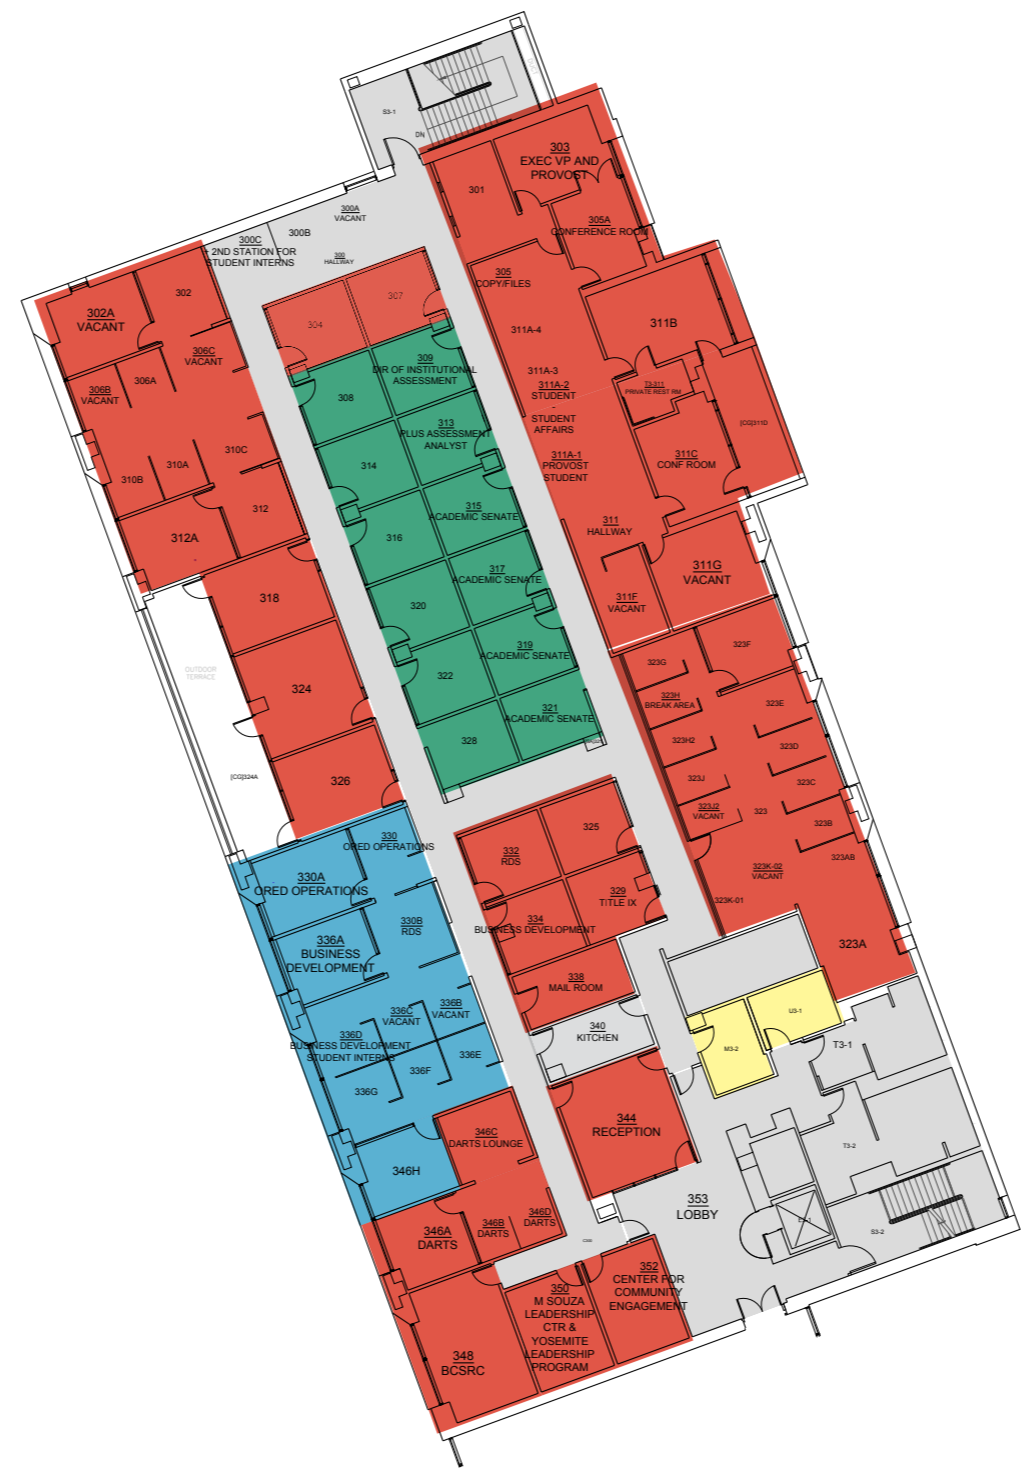 DUCT
S3-1
UP
DN
303
EXEC VP AND
PROVOST
301
300A
VACANT
300B
300C
2ND STATION FOR
STUDENT INTERNS
300
HALLWAY
305A
CONFERENCE ROOM
305
COPY/FILES
302
302A
VACANT
307
304
311A-4
311B
306C
VACANT
306A
306B
VACANT
309
DIR OF INSTITUTIONAL
ASSESSMENT
308
311A-3
311A-2
STUDENT
-
STUDENT
AFFAIRS
T3-311
PRIVATE REST RM.
[CG]311D
313
PLUS ASSESSMENT
ANALYST
314
311A-1
PROVOST
STUDENT
311C
CONF ROOM
310C
310A
310B
312
312A
315
ACADEMIC SENATE
316
311
HALLWAY
311G
VACANT
317
ACADEMIC SENATE
311F
VACANT
318
320
319
ACADEMIC SENATE
323F
323G
OUTDOOR
TERRACE
322
324
323H
BREAK AREA
323E
321
ACADEMIC SENATE
328
323H2
323D
[CG]324A
326
323J
323C
323J2
VACANT
323
323B
330
ORED OPERATIONS
325
332
RDS
323AB
323K-02
VACANT
330A
ORED OPERATIONS
329
TITLE IX
323K-01
330B
RDS
334
BUSINESS DEVELOPMENT
323A
336A
BUSINESS
DEVELOPMENT
338
MAIL ROOM
336C
VACANT
336B
VACANT
U3-1
336D
BUSINESS DEVELOPMENT
STUDENT INTERNS
340
KITCHEN
M3-2
T3-1
336E
336F
336G
344
RECEPTION
346C
DARTS LOUNGE
T3-2
346H
353
LOBBY
346D
DARTS
346B
DARTS
346A
DARTS
S3-2
352
CENTER FOR
COMMUNITY
ENGAGEMENT
350
M SOUZA
LEADERSHIP
CTR &
YOSEMITE
LEADERSHIP
PROGRAM
348
BCSRC